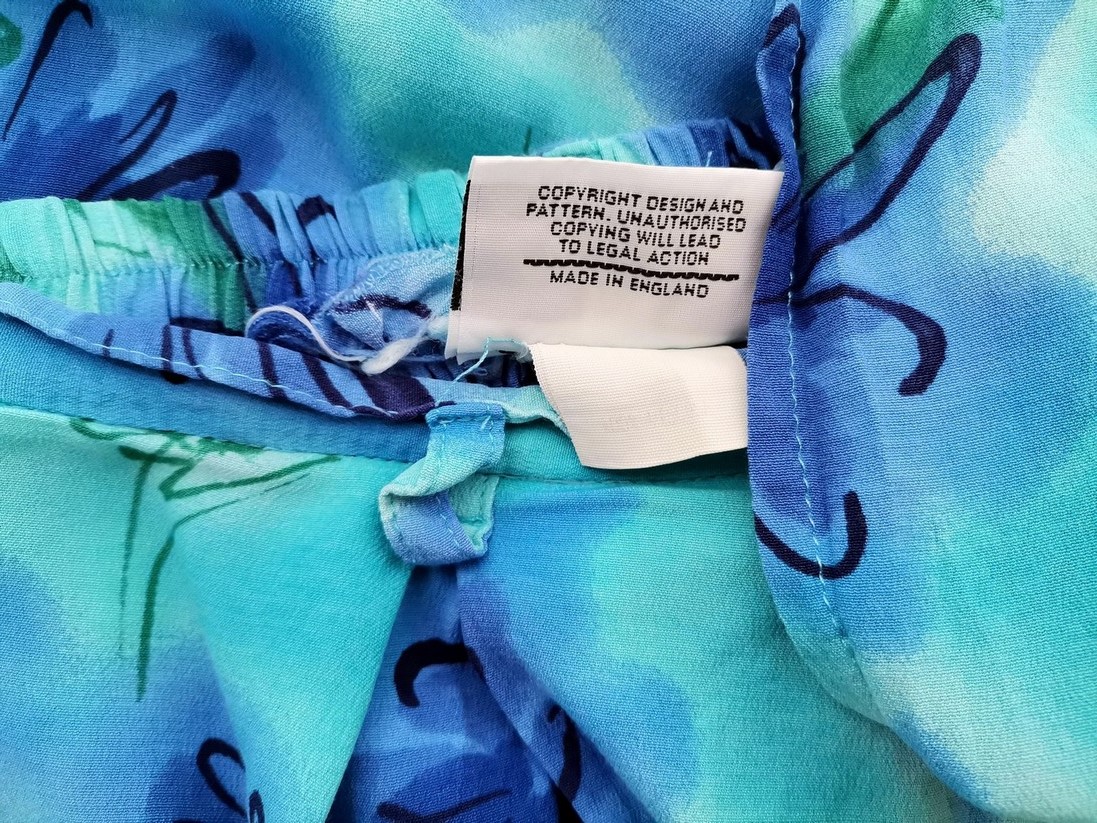 COPYRIGHT DESIGN AND
PATTERN. UNAUTHORISED
COPYING WILL LEAD
TO LEGAL ACTION
MADE IN ENGLAND